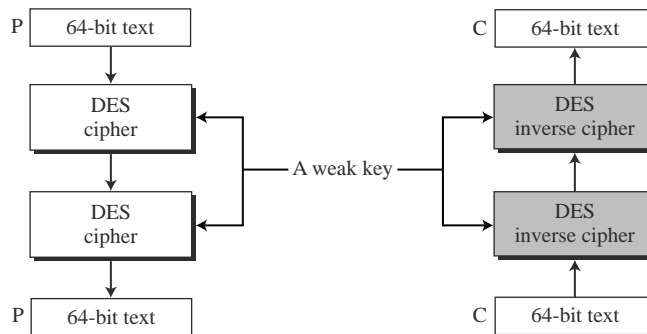 P 64-bit text
DES
cipher
DES
cipher
P 64-bit text
A weak key
C 64-bit text
DES
inverse cipher
DES
inverse cipher
C 64-bit text